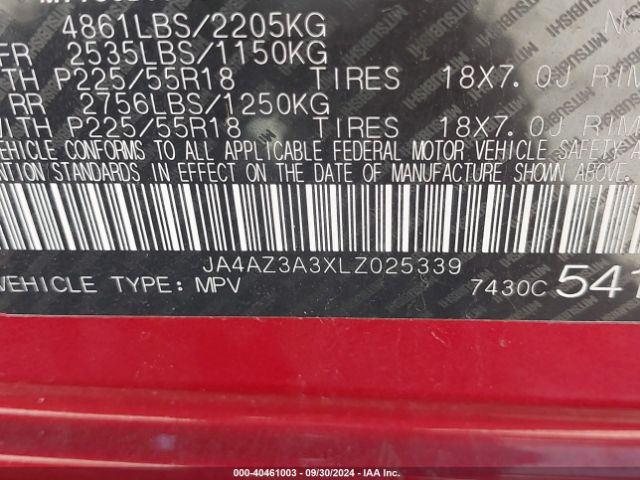 4861LBS/2205KG
FR 2535LBS/1150KG
WITH P225/55R18 TIRES 18X7.0J RIM
RR 2756LBS/1250KG
WITH P225/55R18 TIRES 18X7.0J RIM
VEHICLE CONFORMS TO ALL APPLICABLE FEDERAL MOTOR VEHICLE SAFETY A
ENTION STANDARDS IN EFFECT ON THE DATE OF MANUFACTURE SHOWN ABOVE.
JA4AZ3A3XLZ025339
VEHICLE TYPE: MPV 7430C 541
000-40461003 — 09/30/2024 — IAA Inc.